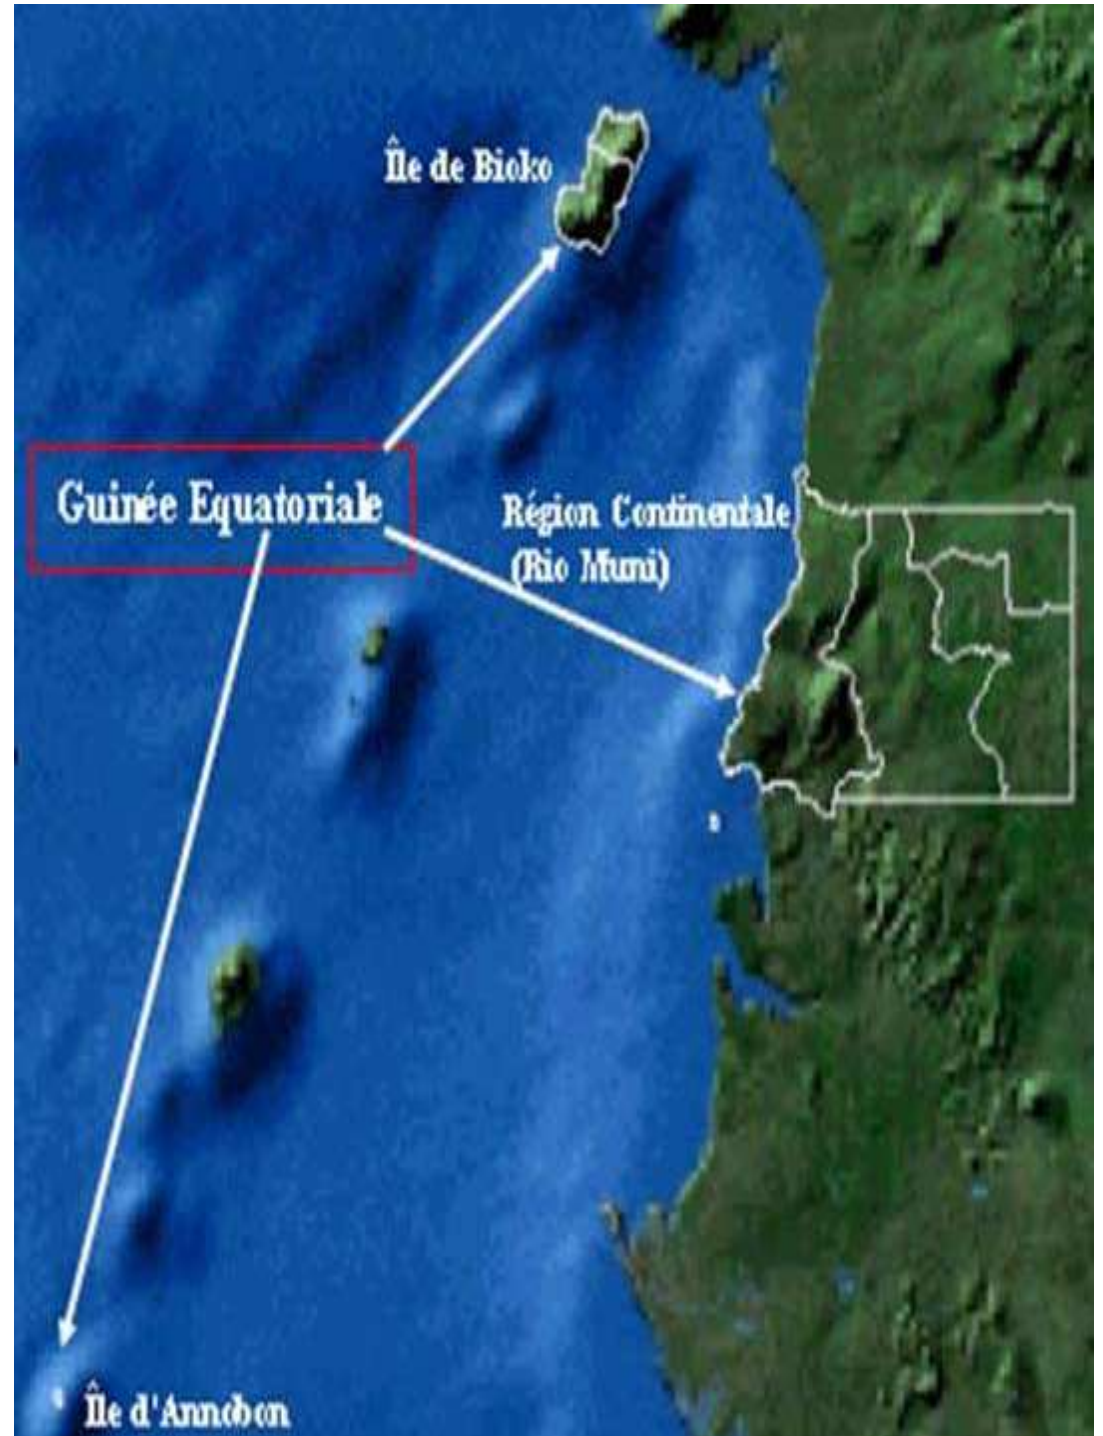 Île de Bioko
Guinée Equatoriale
Région Continentale
(Rio Muni)
Île d'Annobon